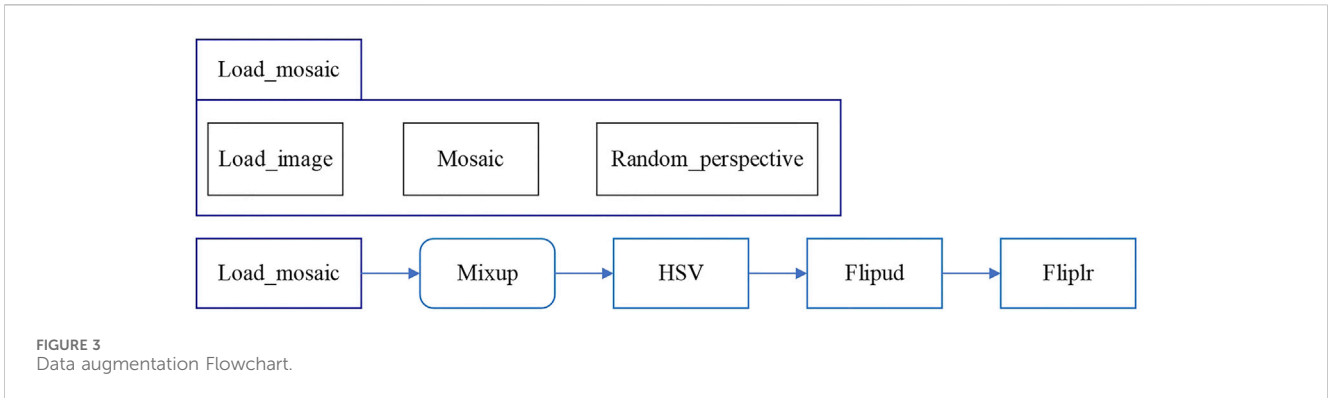 Load_mosaic
Load_image Mosaic Random_perspective
Load_mosaic Mixup HSV Flipud Fliplr
FIGURE 3
Data augmentation Flowchart.